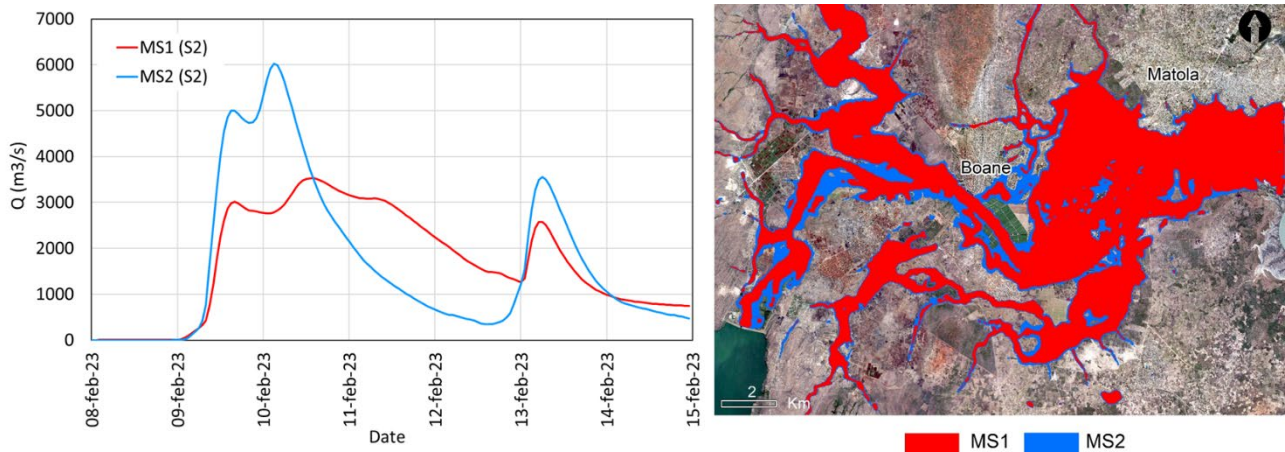 MS1 (S2)
MS2 (S2)
Q (m3/s)
7000
6000
5000
4000
3000
2000
1000
0
08-feb-23
09-feb-23
10-feb-23
11-feb-23
12-feb-23
13-feb-23
14-feb-23
15-feb-23
Date
Matola
Boane
2
Km
MS1 MS2